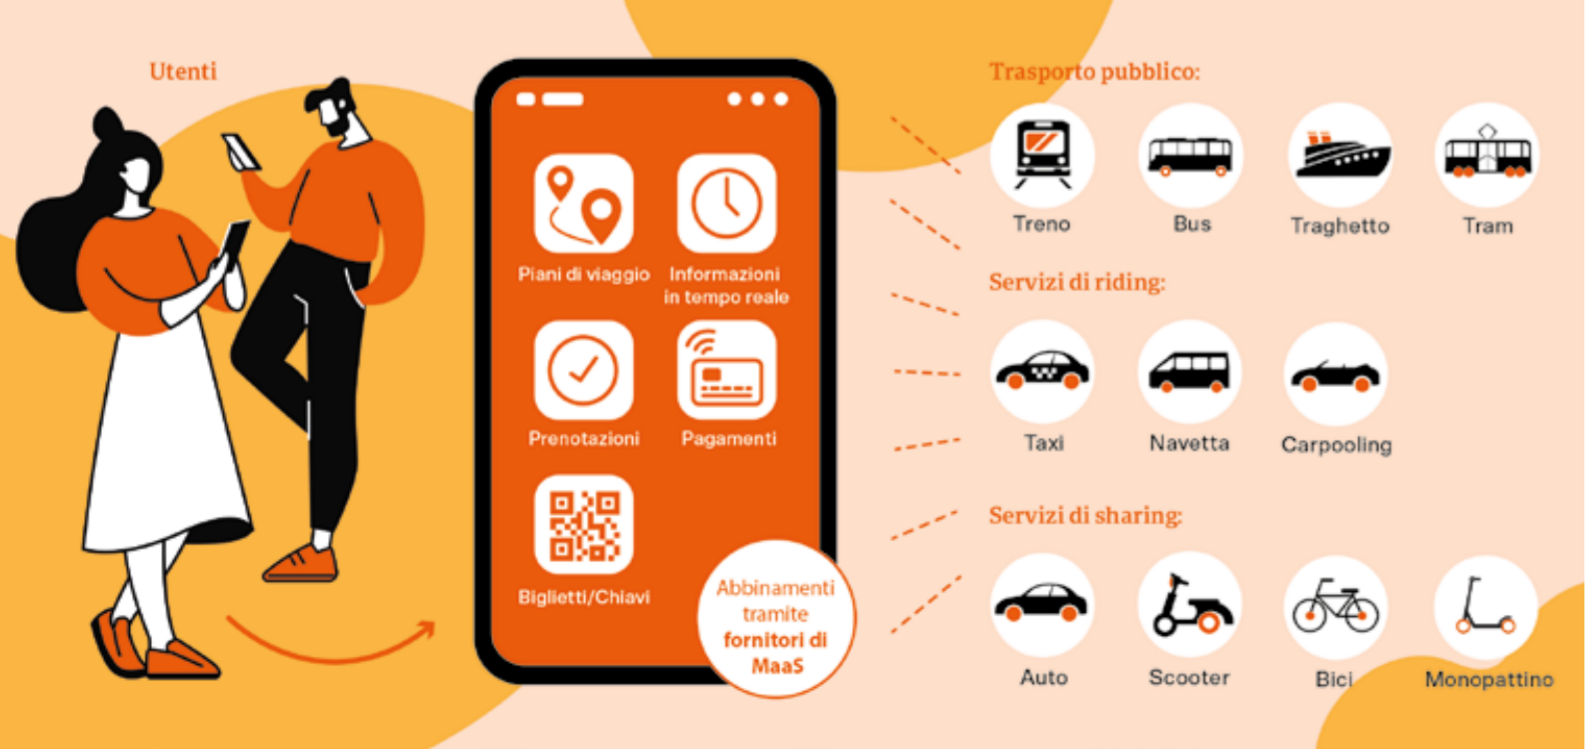 Utenti
Piani di viaggio
Informazioni
in tempo reale
Prenotazioni
Pagamenti
Biglietti/Chiavi
Abbinamenti
tramite
fornitori di
MaaS
Trasporto pubblico:
Treno
Bus
Traghetto
Tram
Servizi di riding:
Taxi
Navetta
Carpooling
Servizi di sharing:
Auto
Scooter
Bici
Monopattino